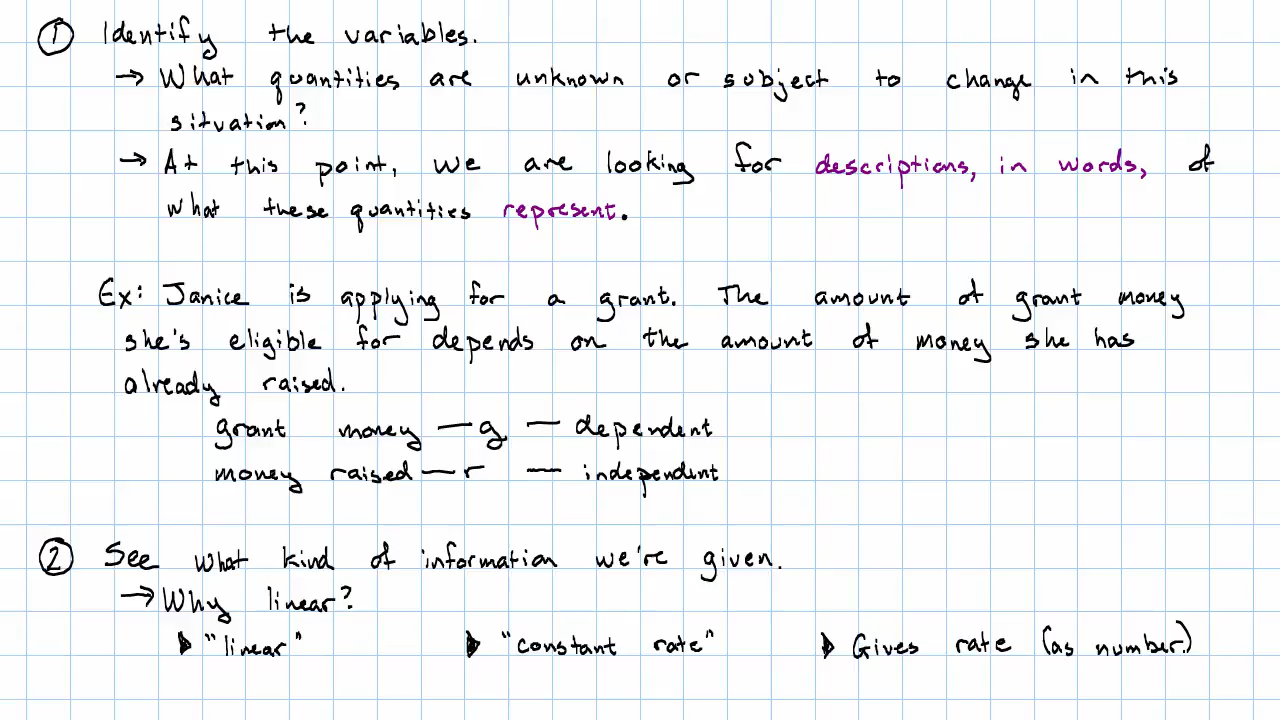 ① Identify the variables.
→ What quantities are unknown or subject to change in this
situation?
→ At this point, we are looking for descriptions, in words, of
what these quantities represent.
Ex: Janice is applying for a grant. The amount of grant money
she's eligible for depends on the amount of money she has
already raised.
grant money — g — dependent
money raised — r — independent
② See what kind of information we're given.
→ Why linear?
▸ "linear" ▸ "constant rate" ▸ Gives rate (as number.)